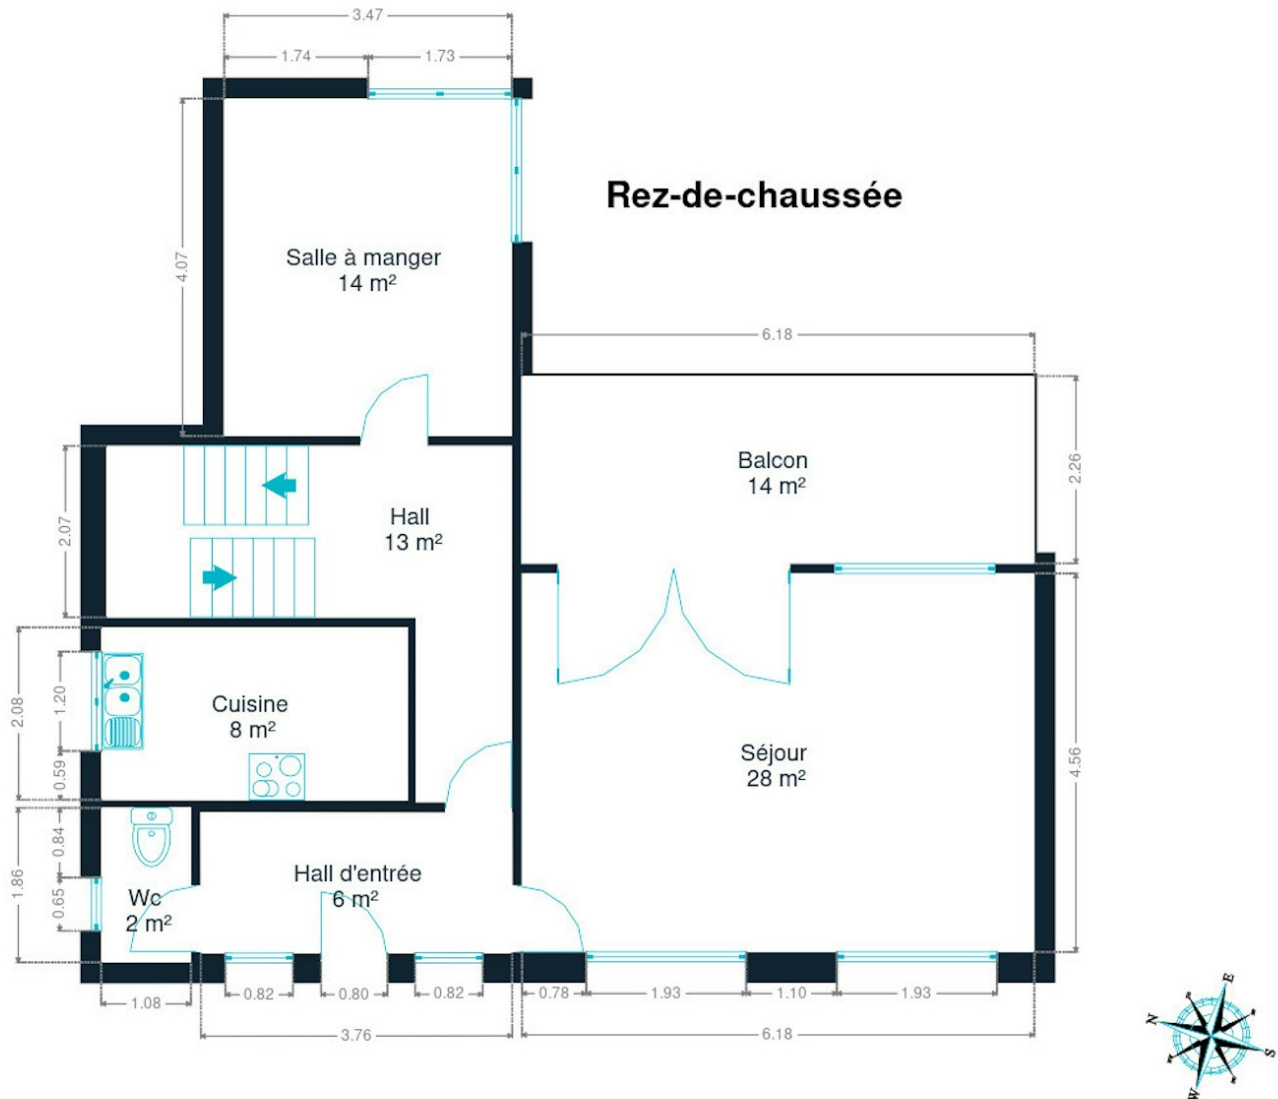 3.47
1.74
1.73
Rez-de-chaussée
4.07
Salle à manger
14 m²
6.18
Balcon
14 m²
2.26
Hall
13 m²
2.07
Cuisine
8 m²
2.08
1.20
0.59
Séjour
28 m²
4.56
Hall d'entrée
6 m²
Wc
2 m²
1.86
0.84
0.65
1.08
0.82
0.80
0.82
0.78
1.93
1.10
1.93
3.76
6.18
E
N
S
W